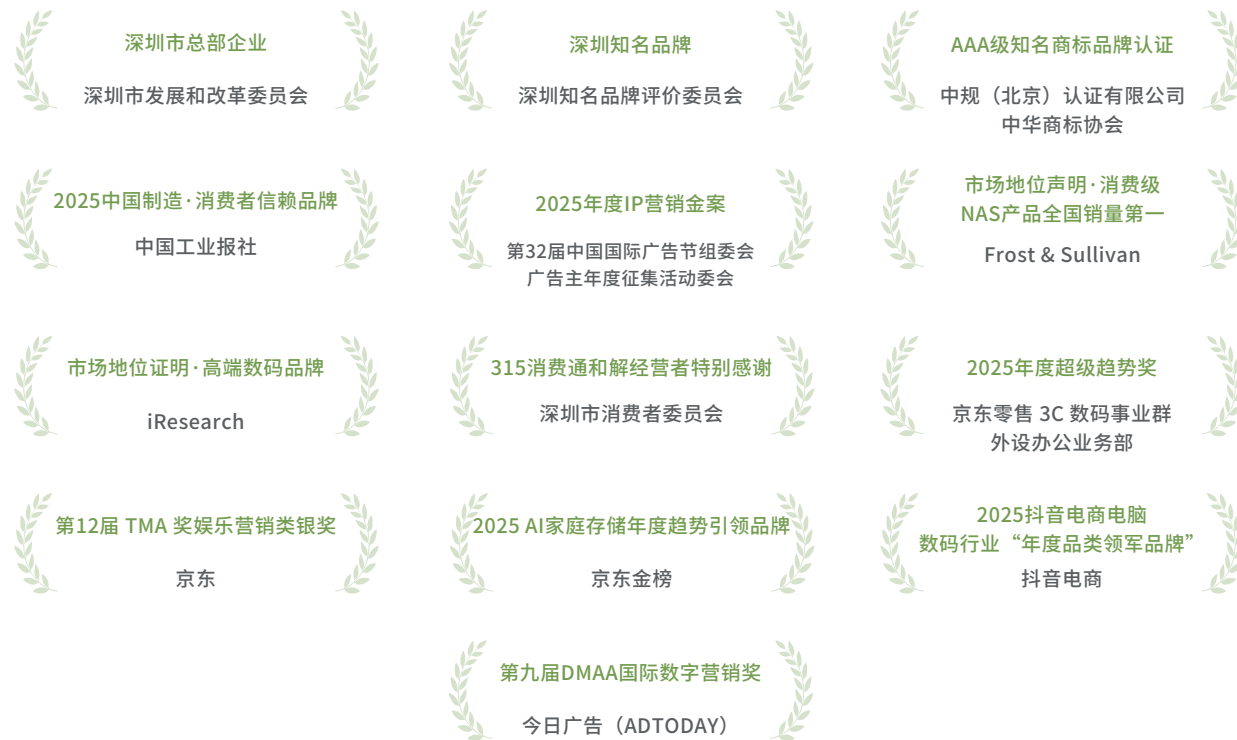 深圳市总部企业
深圳市发展和改革委员会
深圳知名品牌
深圳知名品牌评价委员会
AAA级知名商标品牌认证
中规（北京）认证有限公司
中华商标协会
2025中国制造·消费者信赖品牌
中国工业报社
2025年度IP营销金案
第32届中国国际广告节组委会
广告主年度征集活动委会
市场地位声明·消费级
NAS产品全国销量第一
Frost & Sullivan
市场地位证明·高端数码品牌
iResearch
315消费通和解经营者特别感谢
深圳市消费者委员会
2025年度超级趋势奖
京东零售 3C 数码事业群
外设办公业务部
第12届 TMA 奖娱乐营销类银奖
京东
2025 AI家庭存储年度趋势引领品牌
京东金榜
2025抖音电商电脑
数码行业“年度品类领军品牌”
抖音电商
第九届DMAA国际数字营销奖
今日广告（ADTODAY）